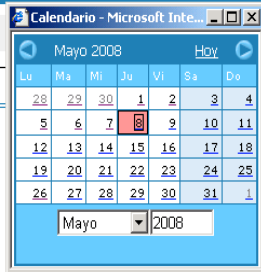 Calendario - Microsoft Inte...
Mayo 2008 Hoy
Lu Ma Mi Ju Vi Sa Do
28 29 30 1 2 3 4
5 6 7 8 9 10 11
12 13 14 15 16 17 18
19 20 21 22 23 24 25
26 27 28 29 30 31 1
Mayo 2008